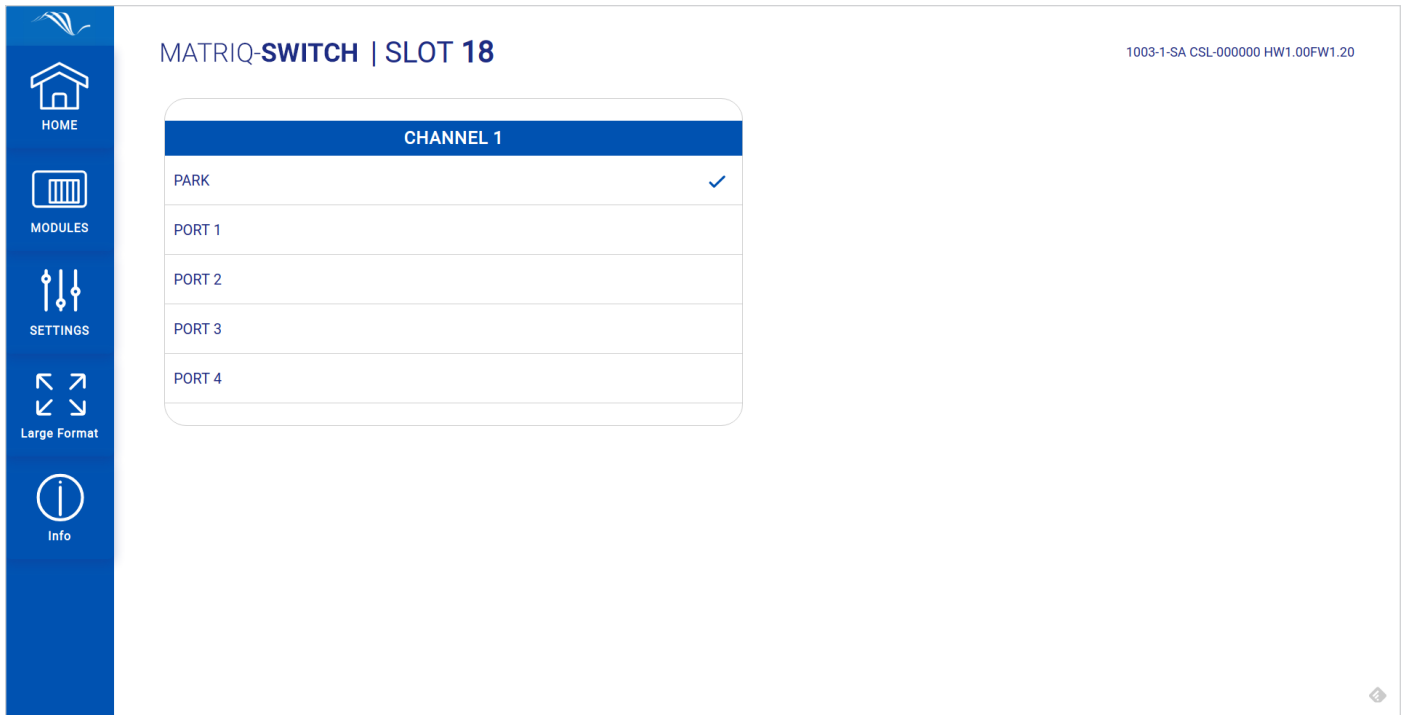 MATRIQ-SWITCH | SLOT 18
1003-1-SA CSL-000000 HW1.00FW1.20
HOME
MODULES
SETTINGS
Large Format
Info
CHANNEL 1
PARK
PORT 1
PORT 2
PORT 3
PORT 4